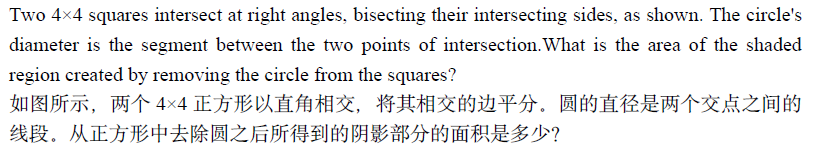 Two 4×4 squares intersect at right angles, bisecting their intersecting sides, as shown. The circle's
diameter is the segment between the two points of intersection.What is the area of the shaded
region created by removing the circle from the squares?
如图所示，两个 4×4 正方形以直角相交，将其相交的边平分。圆的直径是两个交点之间的
线段。从正方形中去除圆之后所得到的阴影部分的面积是多少？